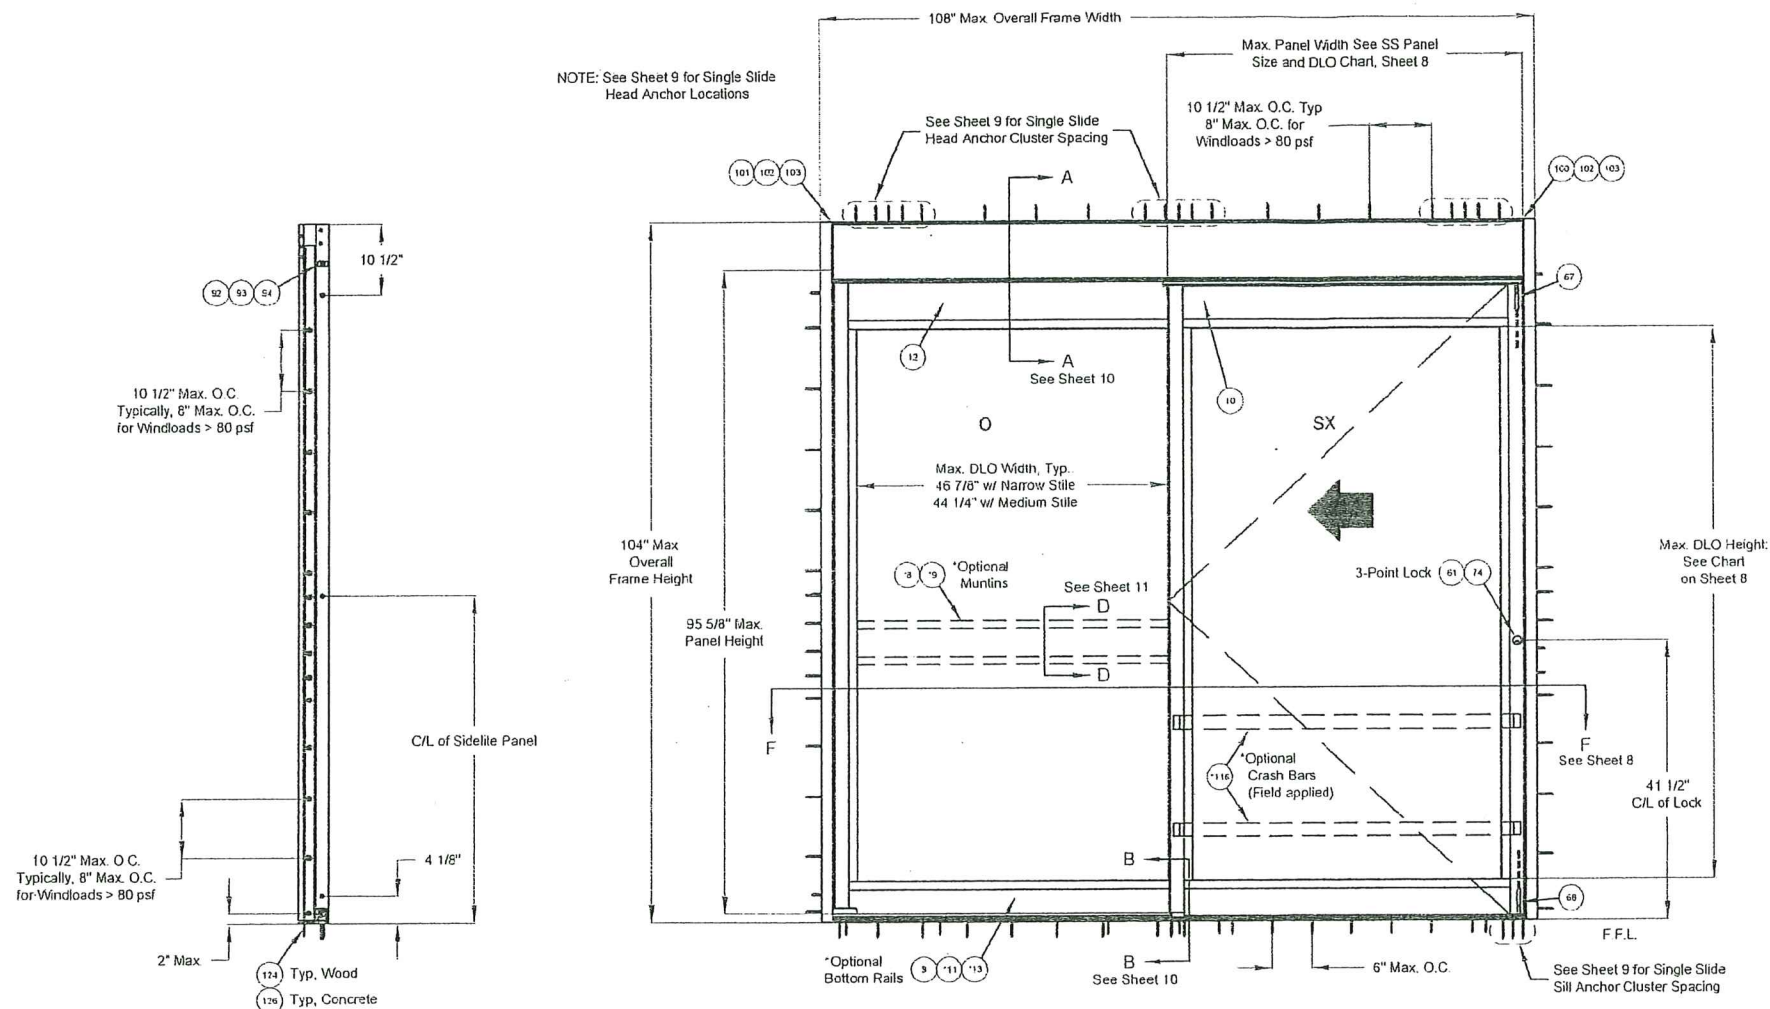 108" Max. Overall Frame Width
Max. Panel Width See SS Panel
Size and DLO Chart, Sheet 8
NOTE: See Sheet 9 for Single Slide
Head Anchor Locations
See Sheet 9 for Single Slide
Head Anchor Cluster Spacing
10 1/2" Max. O.C. Typ
8" Max. O.C. for
Windloads > 80 psf
101 102 103
A
100 102 103
10 1/2"
92 93 94
67
12
A
See Sheet 10
10
10 1/2" Max. O.C.
Typically, 8" Max. O.C.
for Windloads > 80 psf
O
SX
Max. DLO Width, Typ.
46 7/8" w/ Narrow Stile
44 1/4" w/ Medium Stile
104" Max
Overall
Frame Height
Max. DLO Height:
See Chart
on Sheet 8
*8 *9
*Optional
Muntins
See Sheet 11
D
3-Point Lock 61 74
95 5/8" Max.
Panel Height
D
C/L of Sidelite Panel
F
F
See Sheet 8
*116
*Optional
Crash Bars
(Field applied)
41 1/2"
C/L of Lock
10 1/2" Max. O.C.
Typically, 8" Max. O.C.
for Windloads > 80 psf
4 1/8"
B
68
2" Max
F.F.L.
*Optional
Bottom Rails
9 *11 *13
B
See Sheet 10
6" Max. O.C.
See Sheet 9 for Single Slide
Sill Anchor Cluster Spacing
124 Typ, Wood
126 Typ, Concrete